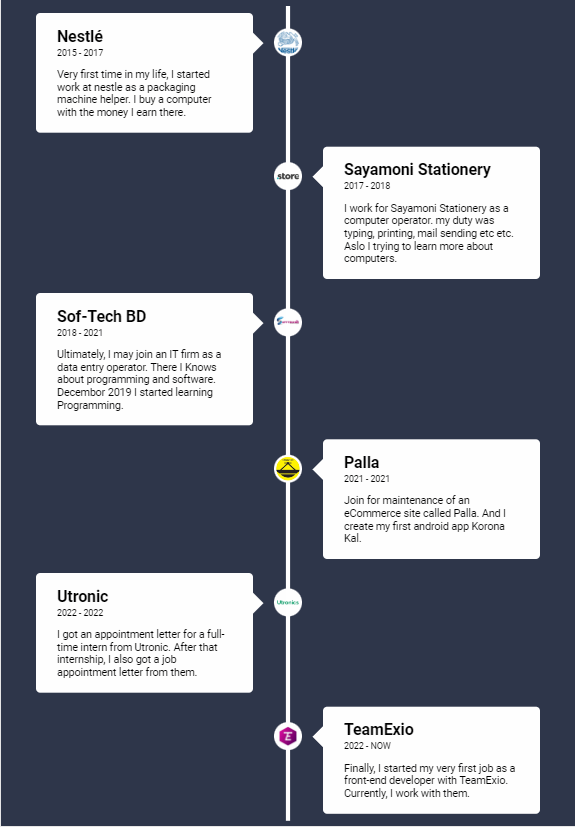 Nestlé
2015 - 2017
Very first time in my life, I started
work at nestle as a packaging
machine helper. I buy a computer
with the money I earn there.
store
Sayamoni Stationery
2017 - 2018
I work for Sayamoni Stationery as a
computer operator. my duty was
typing, printing, mail sending etc etc.
Aslo I trying to learn more about
computers.
Sof-Tech BD
2018 - 2021
Ultimately, I may join an IT firm as a
data entry operator. There I Knows
about programming and software.
Decembor 2019 I started learning
Programming.
Palla
2021 - 2021
Join for maintenance of an
eCommerce site called Palla. And I
create my first android app Korona
Kal.
Utronic
2022 - 2022
I got an appointment letter for a full-
time intern from Utronic. After that
internship, I also got a job
appointment letter from them.
Utronics
TeamExio
2022 - NOW
Finally, I started my very first job as a
front-end developer with TeamExio.
Currently, I work with them.